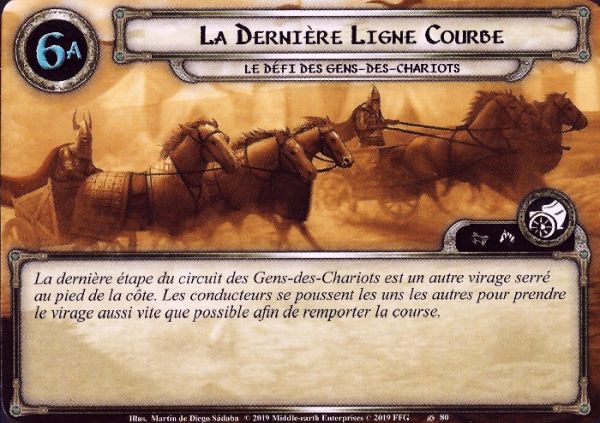 6A
La Dernière Ligne Courbe
Le Défi des Gens-des-Chariots
La dernière étape du circuit des Gens-des-Chariots est un autre virage serré
au pied de la côte. Les conducteurs se poussent les uns les autres pour prendre
le virage aussi vite que possible afin de remporter la course.
Illus. Martin de Diego Sádaba © 2019 Middle-earth Enterprises © 2019 FFG 80